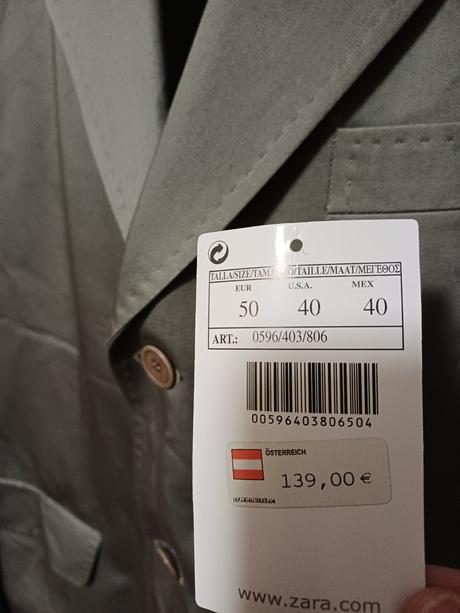 TALLA/SIZE/TAMANHO/TAILLE/MAAT/ΜΕΓΕΘΟΣ
EUR U.S.A. MEX
50 40 40
ART.: 0596/403/806
00596403806504
ÖSTERREICH
139,00 €
www.zara.com